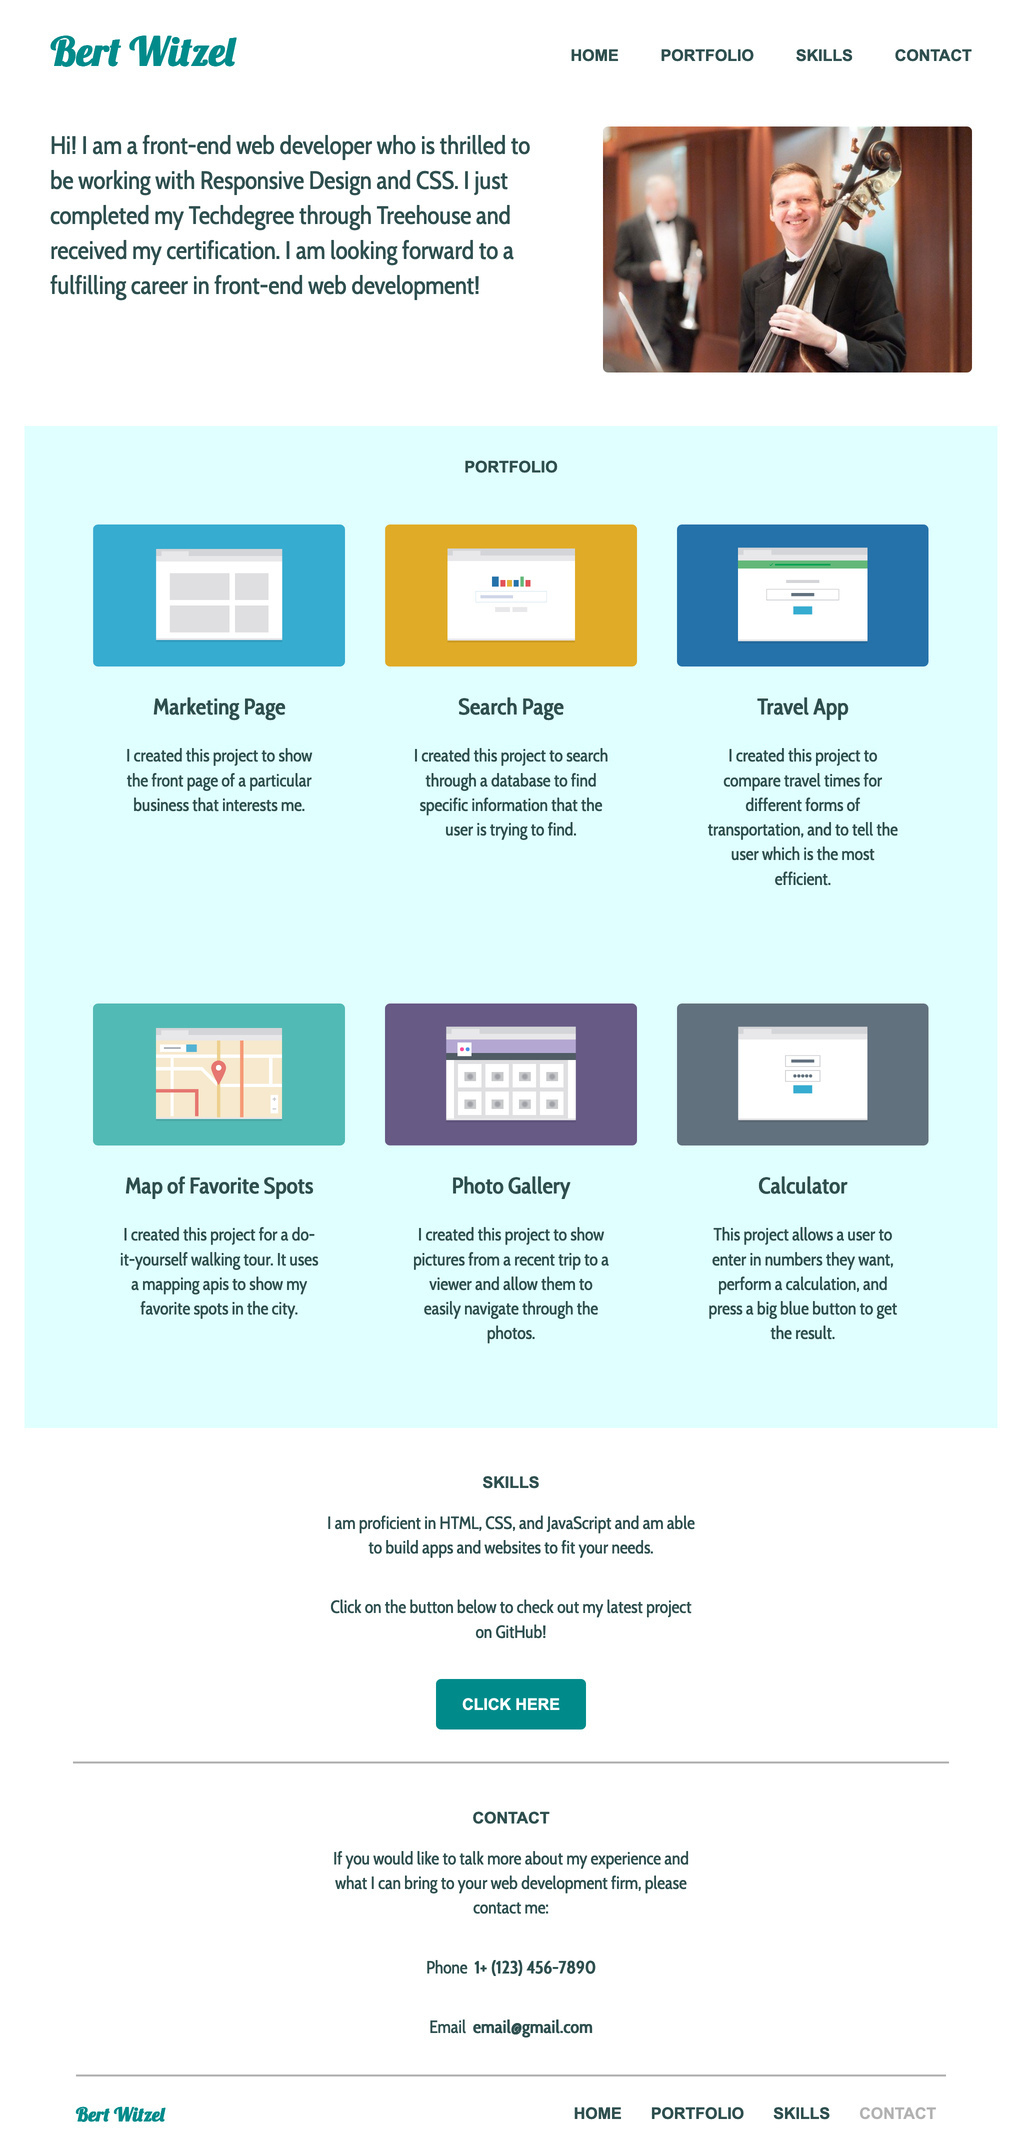 Bert Witzel
HOME PORTFOLIO SKILLS CONTACT
Hi! I am a front-end web developer who is thrilled to
be working with Responsive Design and CSS. I just
completed my Techdegree through Treehouse and
received my certification. I am looking forward to a
fulfilling career in front-end web development!
PORTFOLIO
Marketing Page
I created this project to show
the front page of a particular
business that interests me.
Search Page
I created this project to search
through a database to find
specific information that the
user is trying to find.
Travel App
I created this project to
compare travel times for
different forms of
transportation, and to tell the
user which is the most
efficient.
Map of Favorite Spots
I created this project for a do-
it-yourself walking tour. It uses
a mapping apis to show my
favorite spots in the city.
Photo Gallery
I created this project to show
pictures from a recent trip to a
viewer and allow them to
easily navigate through the
photos.
Calculator
This project allows a user to
enter in numbers they want,
perform a calculation, and
press a big blue button to get
the result.
SKILLS
I am proficient in HTML, CSS, and JavaScript and am able
to build apps and websites to fit your needs.
Click on the button below to check out my latest project
on GitHub!
CLICK HERE
CONTACT
If you would like to talk more about my experience and
what I can bring to your web development firm, please
contact me:
Phone 1+ (123) 456-7890
Email email@gmail.com
Bert Witzel
HOME PORTFOLIO SKILLS CONTACT